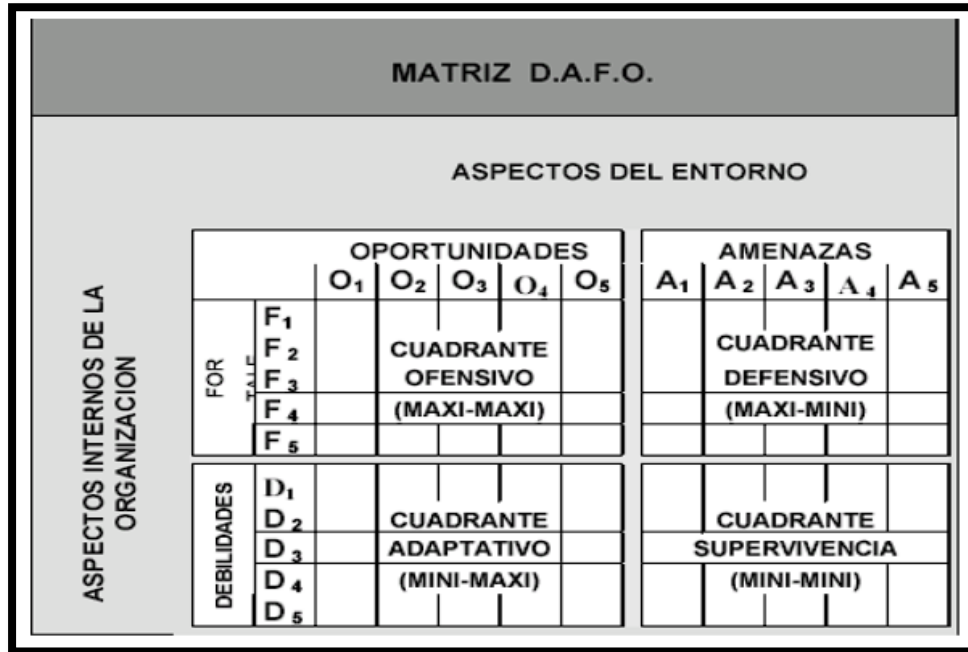 MATRIZ D.A.F.O.
ASPECTOS DEL ENTORNO
ASPECTOS INTERNOS DE LA
ORGANIZACION
OPORTUNIDADES
O₁ O₂ O₃ O₄ O₅
AMENAZAS
A₁ A₂ A₃ A₄ A₅
FOR
F₁
F₂
F₃
F₄
F₅
CUADRANTE
OFENSIVO
(MAXI-MAXI)
CUADRANTE
DEFENSIVO
(MAXI-MINI)
DEBILIDADES
D₁
D₂
D₃
D₄
D₅
CUADRANTE
ADAPTATIVO
(MINI-MAXI)
CUADRANTE
SUPERVIVENCIA
(MINI-MINI)